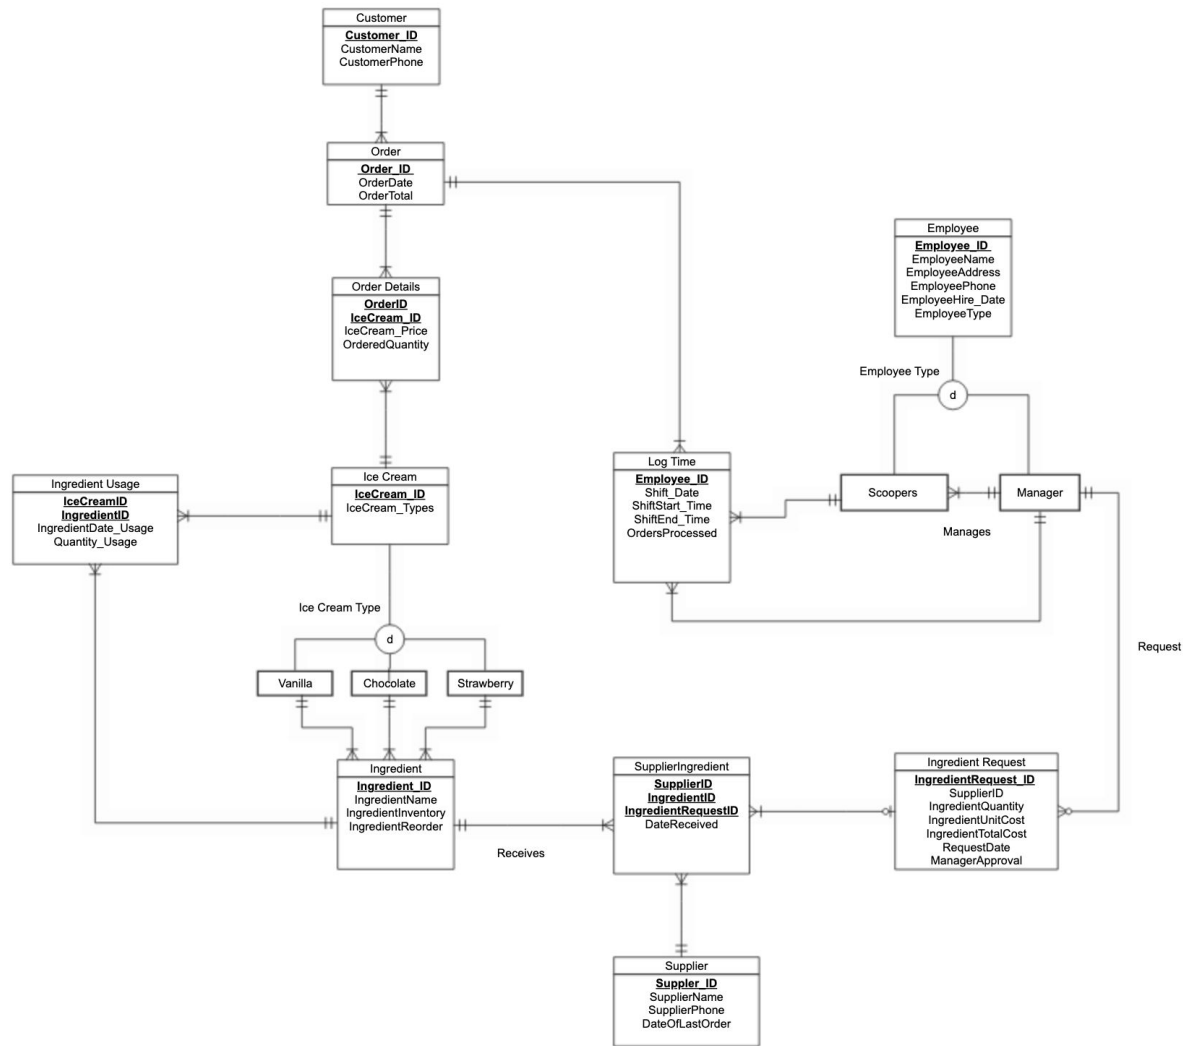 Customer
Customer_ID
CustomerName
CustomerPhone
Order
Order_ID
OrderDate
OrderTotal
Order Details
OrderID
IceCream_ID
IceCream_Price
OrderedQuantity
Employee
Employee_ID
EmployeeName
EmployeeAddress
EmployeePhone
EmployeeHire_Date
EmployeeType
Employee Type
d
Scoopers
Manager
Manages
Log Time
Employee_ID
Shift_Date
ShiftStart_Time
ShiftEnd_Time
OrdersProcessed
Ice Cream
IceCream_ID
IceCream_Types
Ingredient Usage
IceCreamID
IngredientID
IngredientDate_Usage
Quantity_Usage
Ice Cream Type
d
Vanilla
Chocolate
Strawberry
Request
Ingredient
Ingredient_ID
IngredientName
IngredientInventory
IngredientReorder
Receives
SupplierIngredient
SupplierID
IngredientID
IngredientRequestID
DateReceived
Ingredient Request
IngredientRequest_ID
SupplierID
IngredientQuantity
IngredientUnitCost
IngredientTotalCost
RequestDate
ManagerApproval
Supplier
Suppler_ID
SupplierName
SupplierPhone
DateOfLastOrder